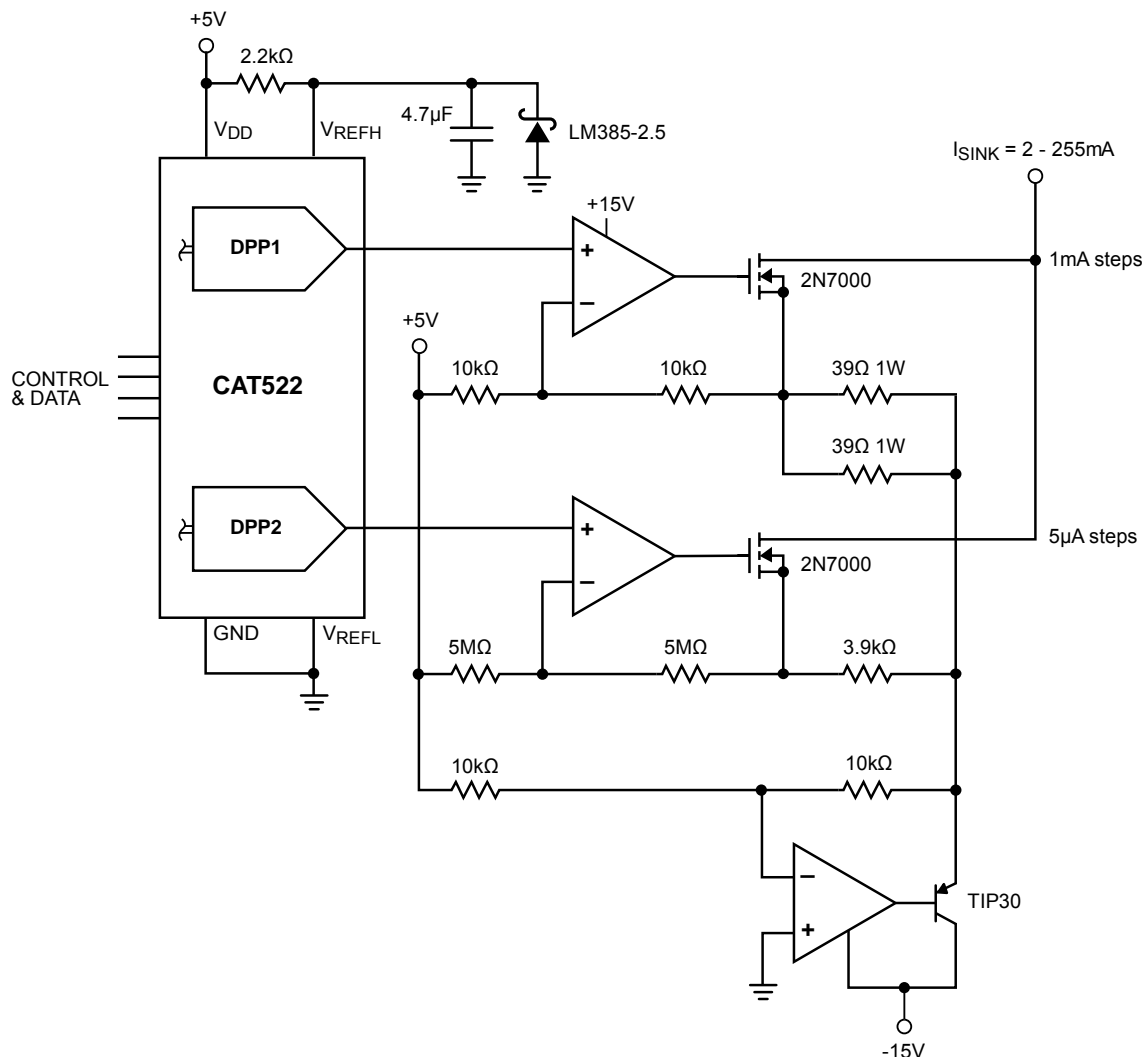 +5V
2.2kΩ
4.7µF
LM385-2.5
VDD
VREFH
ISINK = 2 - 255mA
+15V
DPP1
+
−
2N7000
1mA steps
+5V
10kΩ
10kΩ
39Ω 1W
CONTROL
& DATA
CAT522
39Ω 1W
DPP2
+
−
2N7000
5µA steps
GND
VREFL
5MΩ
5MΩ
3.9kΩ
10kΩ
10kΩ
−
+
TIP30
-15V